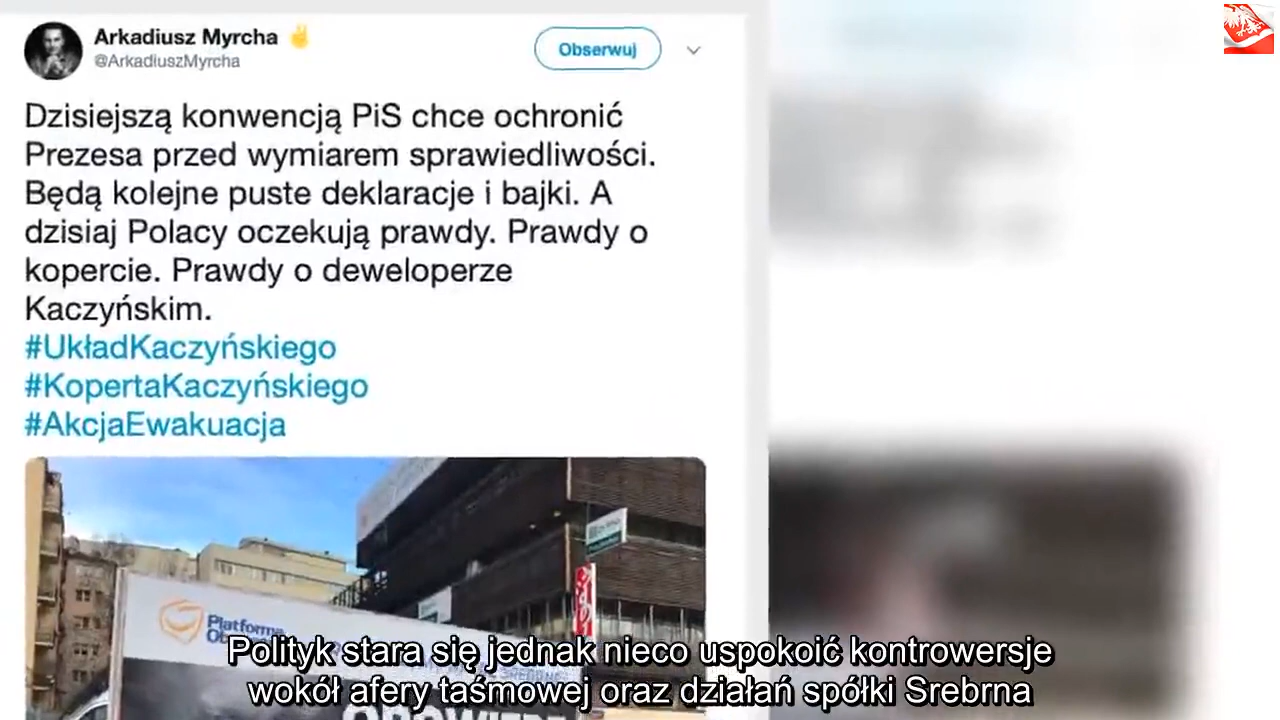 Arkadiusz Myrcha ✌
@ArkadiuszMyrcha
Obserwuj
Dzisiejszą konwencją PiS chce ochronić
Prezesa przed wymiarem sprawiedliwości.
Będą kolejne puste deklaracje i bajki. A
dzisiaj Polacy oczekują prawdy. Prawdy o
kopercie. Prawdy o deweloperze
Kaczyńskim.
#UkładKaczyńskiego
#KopertaKaczyńskiego
#AkcjaEwakuacja
Platforma
Polityk stara się jednak nieco uspokoić kontrowersje
wokół afery taśmowej oraz działań spółki Srebrna